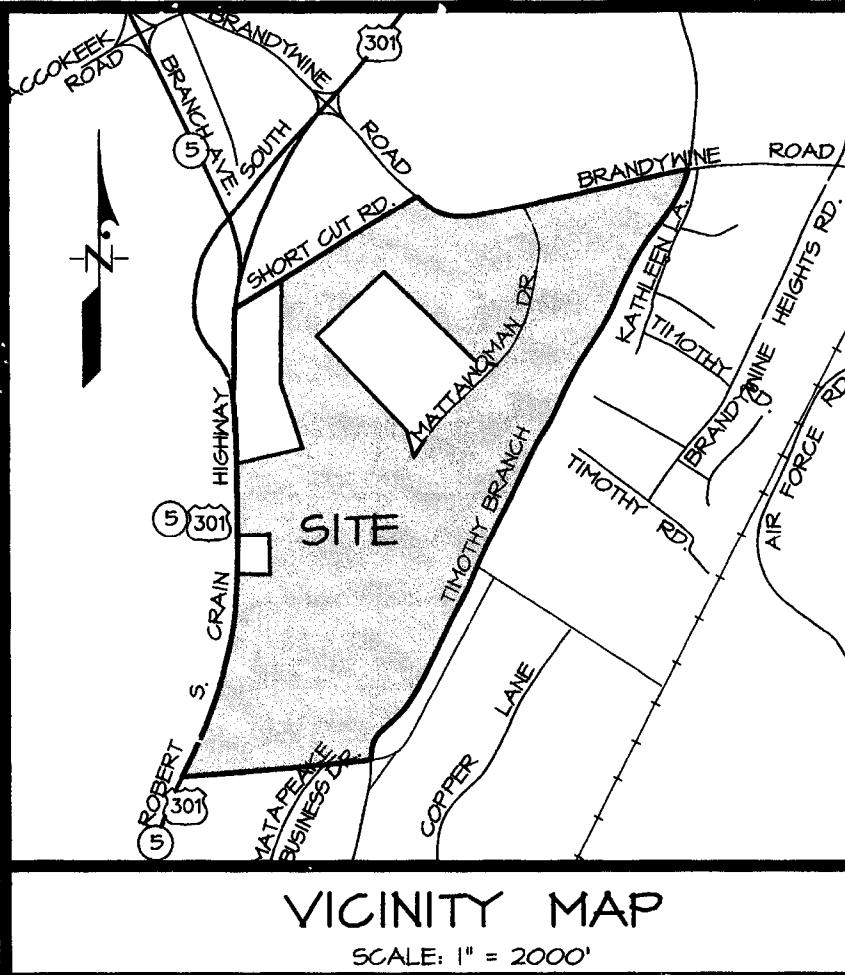 ACCOKEEK
ROAD
BRANDYWINE
301
BRANCH AVE.
5
SOUTH
ROAD
BRANDYWINE
ROAD
SHORT CUT RD.
N
KATHLEEN LA.
TIMOTHY
BRANDYWINE HEIGHTS RD.
MATTAWOMAN DR.
HIGHWAY
TIMOTHY BRANCH
TIMOTHY RD.
AIR FORCE RD
5
301
SITE
CRAIN
S.
ROBERT
301
5
MATAPEAKE
BUSINESS DR.
COPPER LANE
VICINITY MAP
SCALE: 1" = 2000'